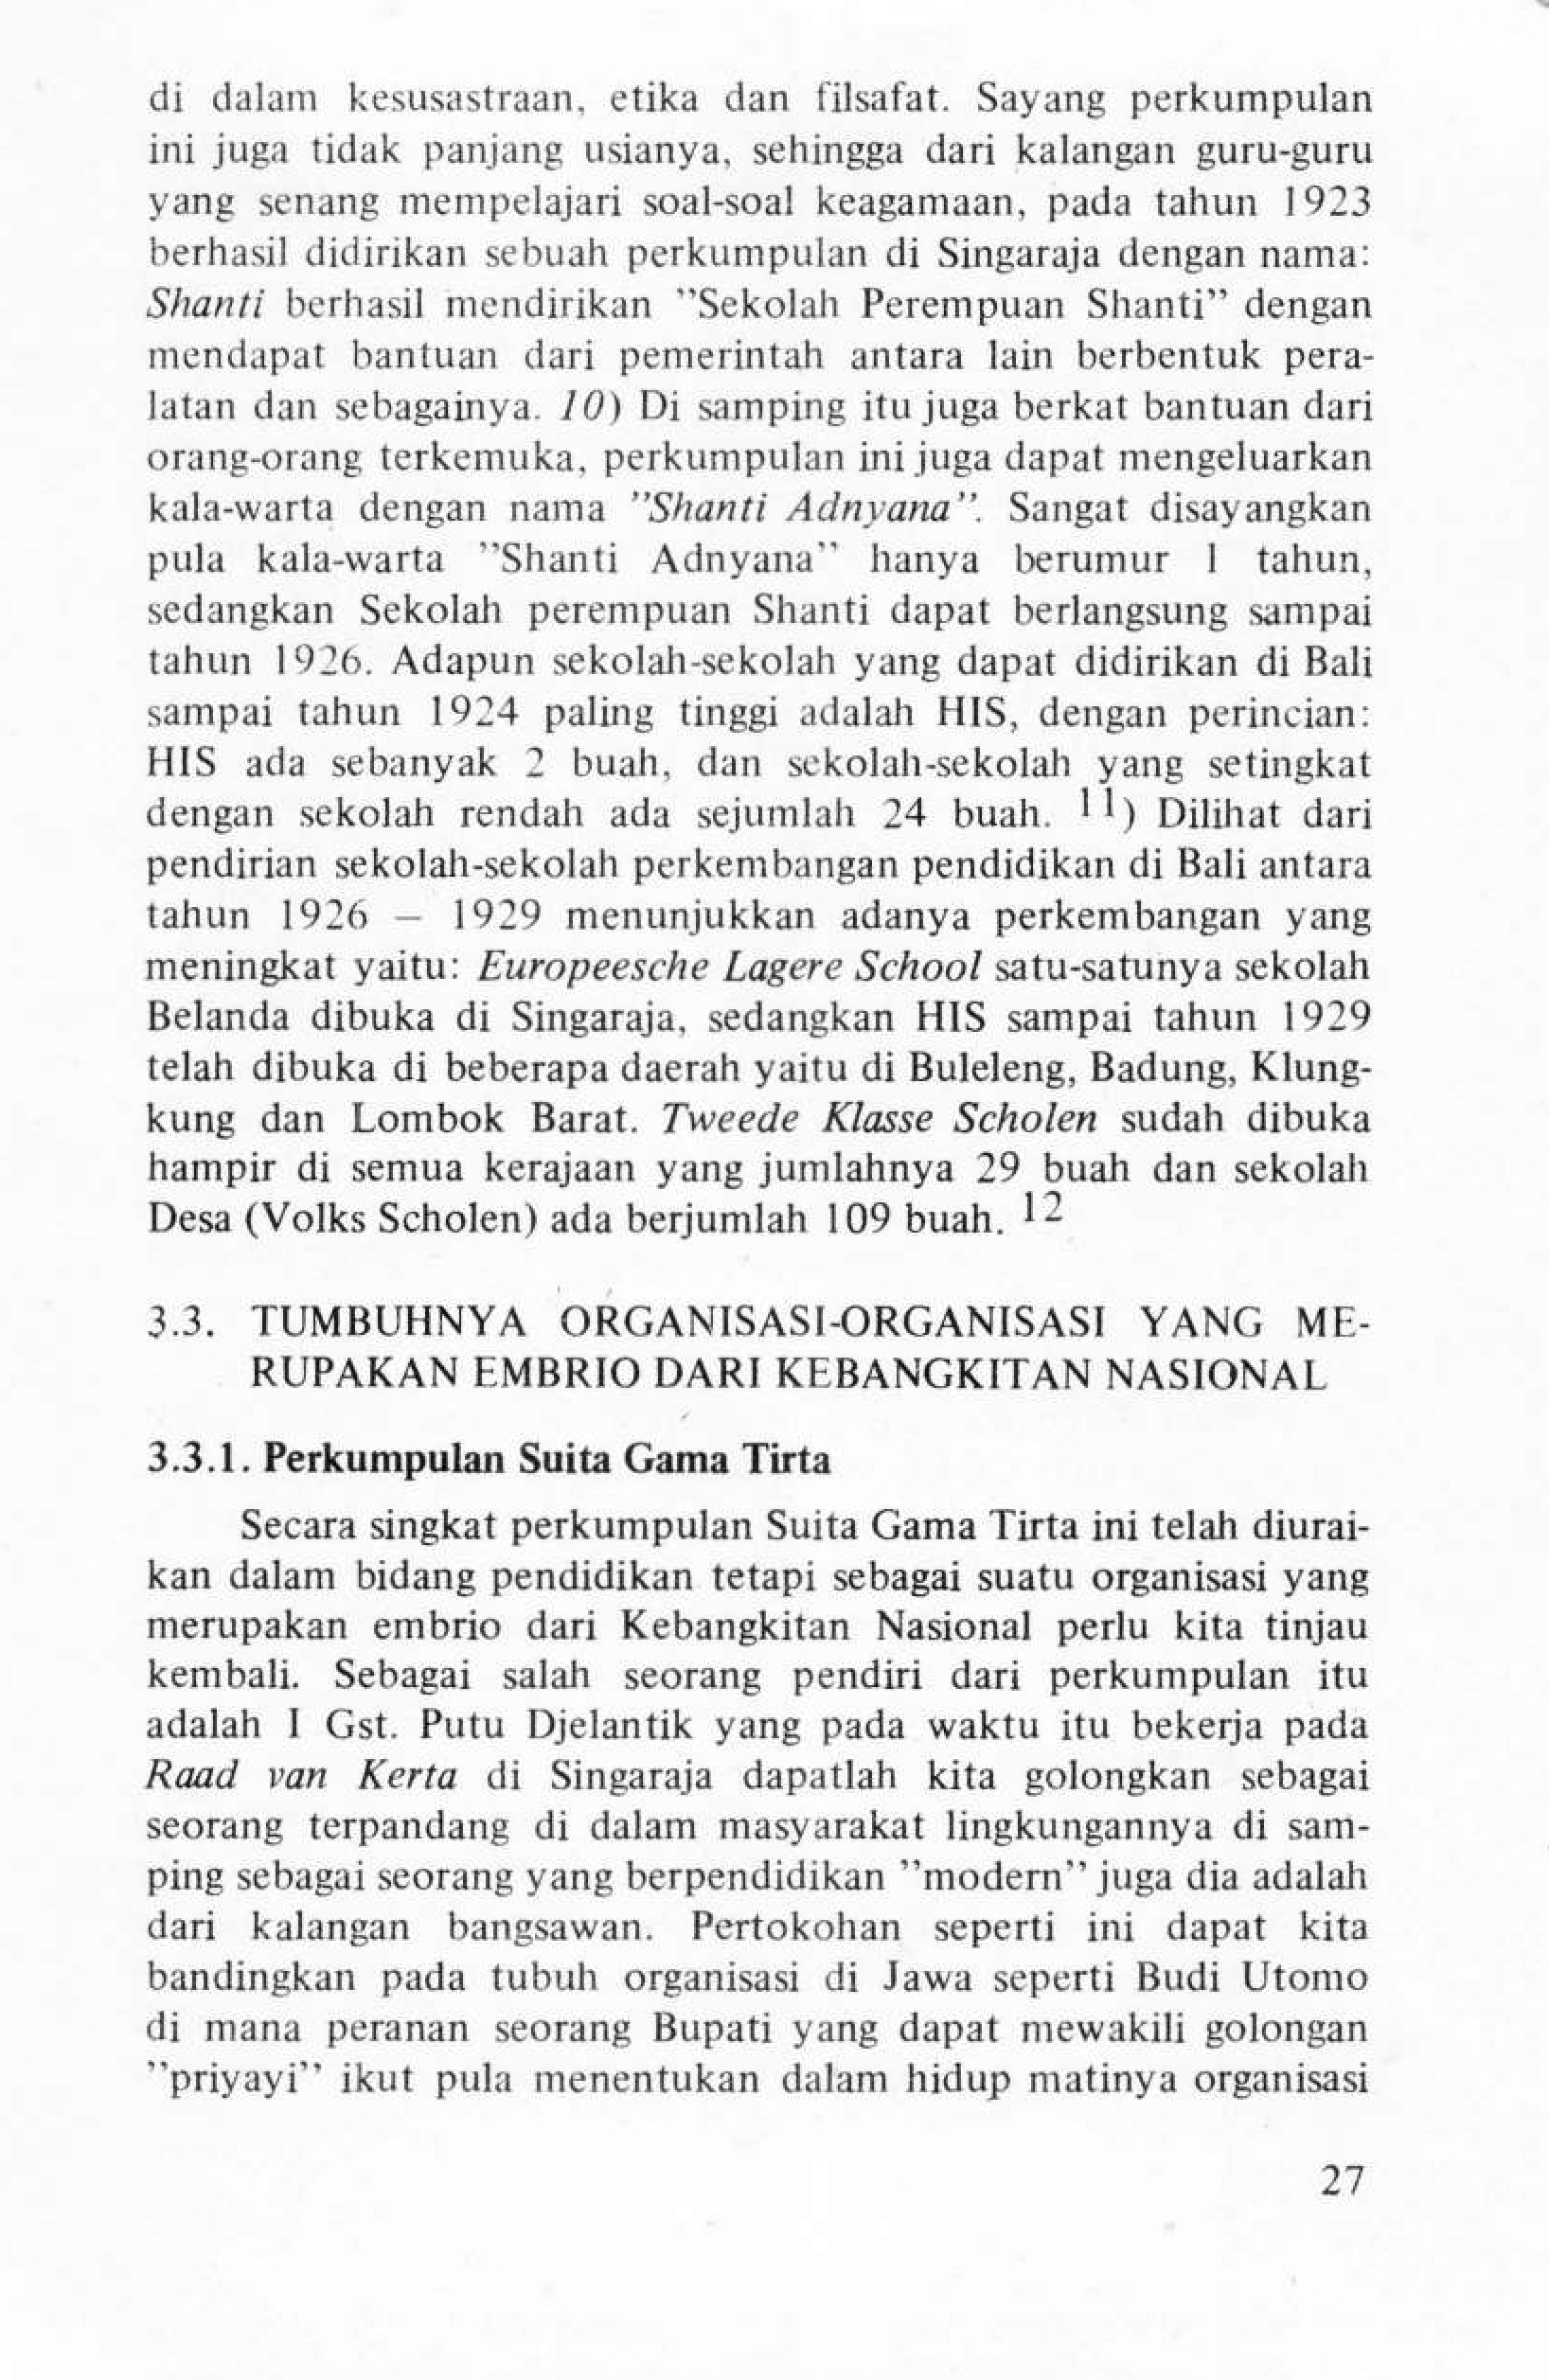 di dalam kesusastraan, etika dan filsafat. Sayang perkumpulan
ini juga tidak panjang usianya, sehingga dari kalangan guru-guru
yang senang mempelajari soal-soal keagamaan, pada tahun 1923
berhasil didirikan sebuah perkumpulan di Singaraja dengan nama:
Shanti berhasil mendirikan ”Sekolah Perempuan Shanti” dengan
mendapat bantuan dari pemerintah antara lain berbentuk pera-
latan dan sebagainya. 10) Di samping itu juga berkat bantuan dari
orang-orang terkemuka, perkumpulan ini juga dapat mengeluarkan
kala-warta dengan nama ”Shanti Adnyana”. Sangat disayangkan
pula kala-warta ”Shanti Adnyana” hanya berumur 1 tahun,
sedangkan Sekolah perempuan Shanti dapat berlangsung sampai
tahun 1926. Adapun sekolah-sekolah yang dapat didirikan di Bali
sampai tahun 1924 paling tinggi adalah HIS, dengan perincian:
HIS ada sebanyak 2 buah, dan sekolah-sekolah yang setingkat
dengan sekolah rendah ada sejumlah 24 buah. 11) Dilihat dari
pendirian sekolah-sekolah perkembangan pendidikan di Bali antara
tahun 1926 – 1929 menunjukkan adanya perkembangan yang
meningkat yaitu: Europeesche Lagere School satu-satunya sekolah
Belanda dibuka di Singaraja, sedangkan HIS sampai tahun 1929
telah dibuka di beberapa daerah yaitu di Buleleng, Badung, Klung-
kung dan Lombok Barat. Tweede Klasse Scholen sudah dibuka
hampir di semua kerajaan yang jumlahnya 29 buah dan sekolah
Desa (Volks Scholen) ada berjumlah 109 buah. 12
3.3. TUMBUHNYA ORGANISASI-ORGANISASI YANG ME-
RUPAKAN EMBRIO DARI KEBANGKITAN NASIONAL
3.3.1. Perkumpulan Suita Gama Tirta
Secara singkat perkumpulan Suita Gama Tirta ini telah diurai-
kan dalam bidang pendidikan tetapi sebagai suatu organisasi yang
merupakan embrio dari Kebangkitan Nasional perlu kita tinjau
kembali. Sebagai salah seorang pendiri dari perkumpulan itu
adalah I Gst. Putu Djelantik yang pada waktu itu bekerja pada
Raad van Kerta di Singaraja dapatlah kita golongkan sebagai
seorang terpandang di dalam masyarakat lingkungannya di sam-
ping sebagai seorang yang berpendidikan ”modern” juga dia adalah
dari kalangan bangsawan. Pertokohan seperti ini dapat kita
bandingkan pada tubuh organisasi di Jawa seperti Budi Utomo
di mana peranan seorang Bupati yang dapat mewakili golongan
”priyayi” ikut pula menentukan dalam hidup matinya organisasi
27